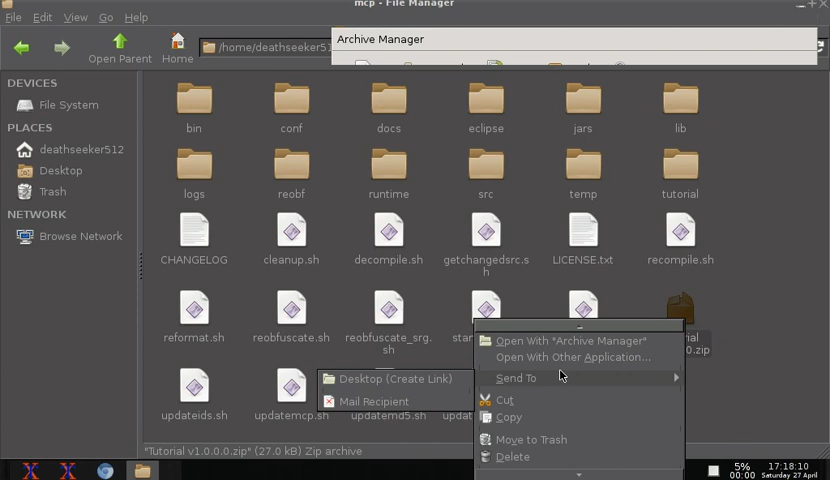 mcp - File Manager
File Edit View Go Help
Archive Manager
Open Parent
Home
/home/deathseeker51
DEVICES
File System
PLACES
deathseeker512
Desktop
Trash
NETWORK
Browse Network
bin
conf
docs
eclipse
jars
lib
logs
reobf
runtime
src
temp
tutorial
CHANGELOG
cleanup.sh
decompile.sh
getchangedsrc.s
h
LICENSE.txt
recompile.sh
reformat.sh
reobfuscate.sh
reobfuscate_srg.
sh
star
rial
0.zip
updateids.sh
updatemcp.sh
updatemd5.sh
updat
Open With "Archive Manager"
Open With Other Application...
Send To
Cut
Copy
Move to Trash
Delete
Desktop (Create Link)
Mail Recipient
"Tutorial v1.0.0.0.zip" (27.0 kB) Zip archive
5%
00:00
17:18:10
Saturday 27 April